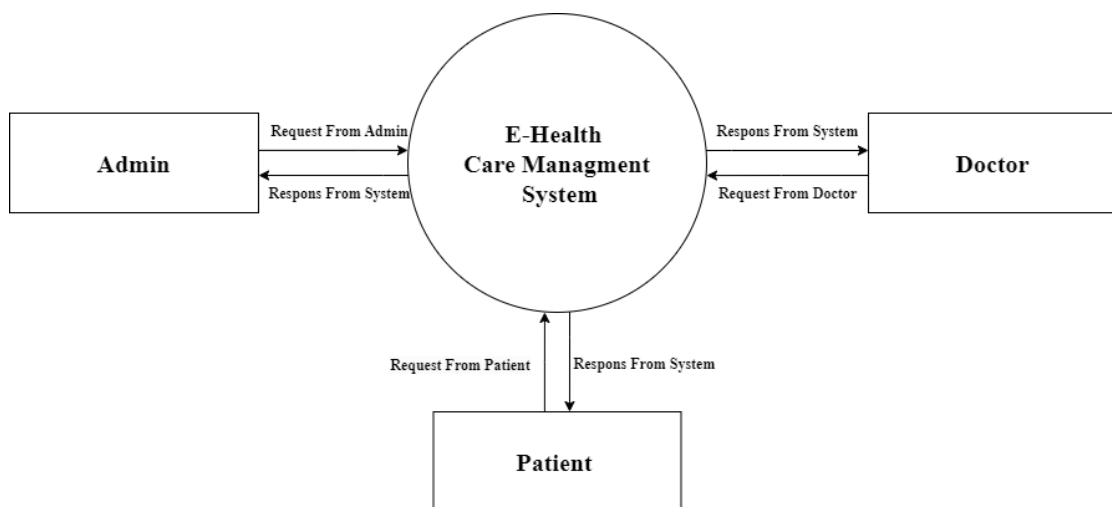 Request From Admin
Respons From System
Admin
E-Health
Care Managment
System
Respons From System
Request From Doctor
Doctor
Request From Patient
Respons From System
Patient